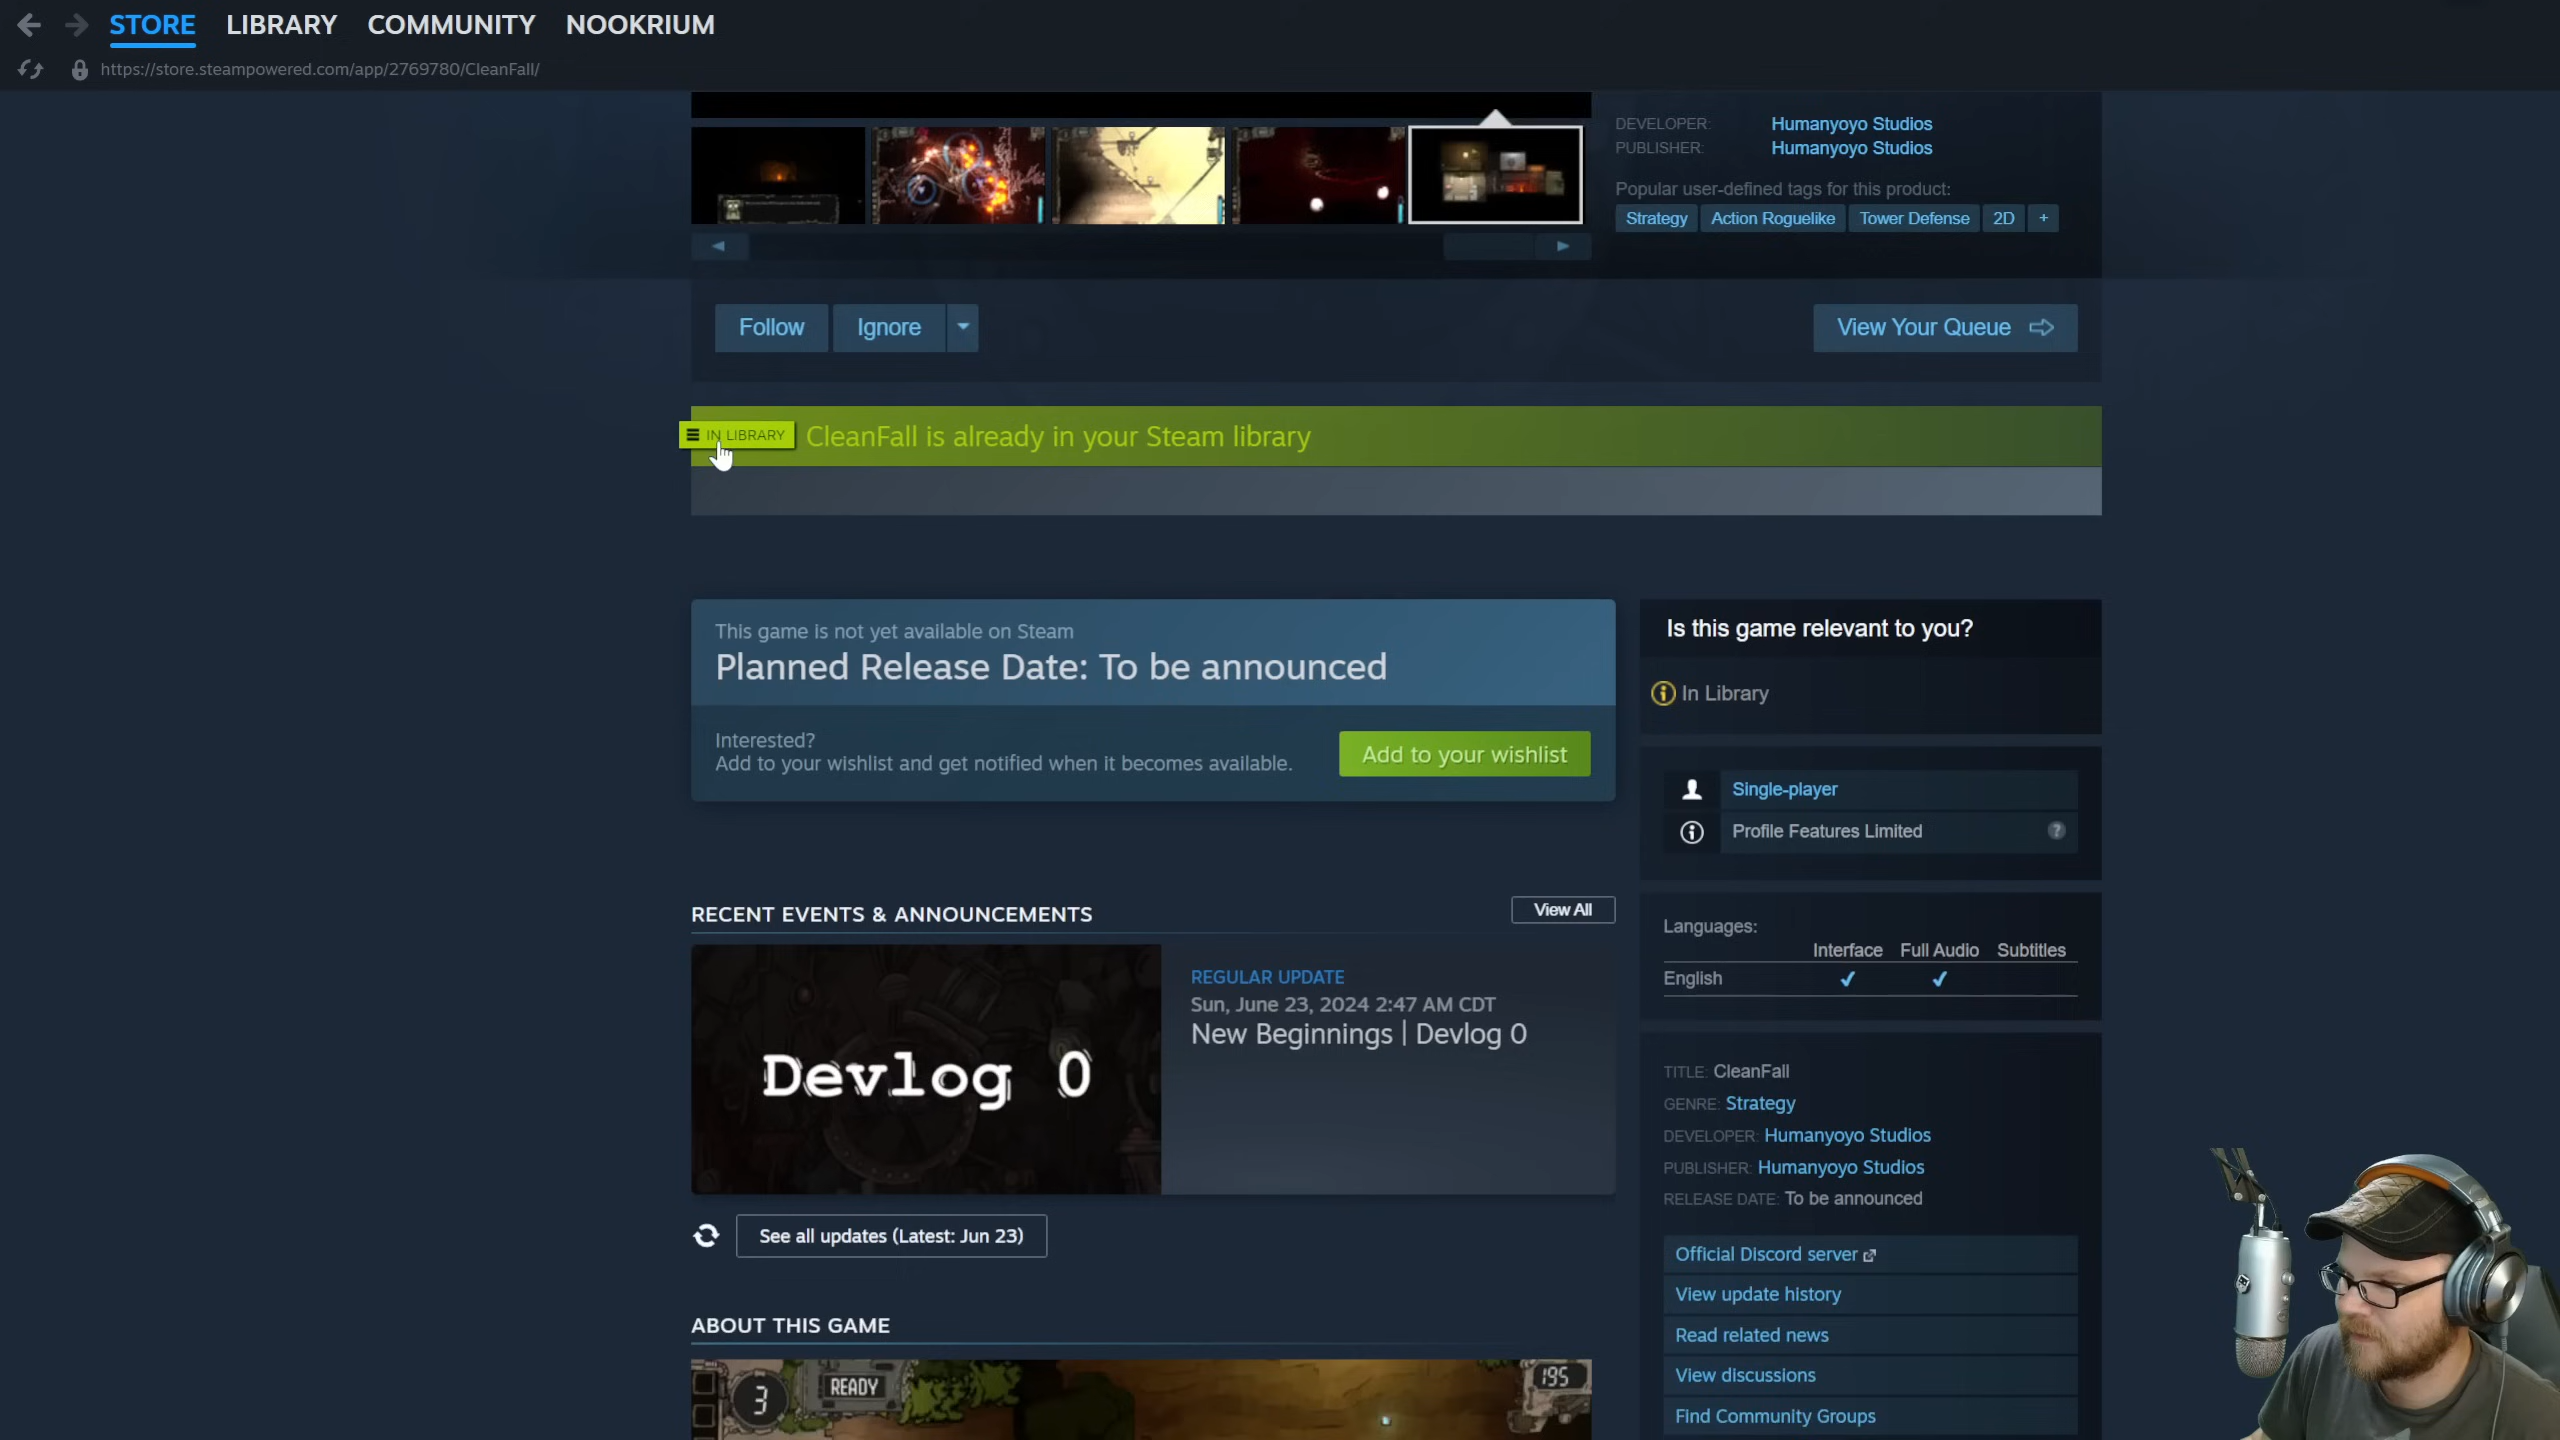 STORE LIBRARY COMMUNITY NOOKRIUM
https://store.steampowered.com/app/2769780/CleanFall/
DEVELOPER: Humanyoyo Studios
PUBLISHER: Humanyoyo Studios
Popular user-defined tags for this product:
Strategy Action Roguelike Tower Defense 2D +
Follow Ignore View Your Queue
IN LIBRARY CleanFall is already in your Steam library
This game is not yet available on Steam
Planned Release Date: To be announced
Interested?
Add to your wishlist and get notified when it becomes available.
Add to your wishlist
Is this game relevant to you?
In Library
Single-player
Profile Features Limited ?
RECENT EVENTS & ANNOUNCEMENTS View All
Devlog 0
REGULAR UPDATE
Sun, June 23, 2024 2:47 AM CDT
New Beginnings | Devlog 0
See all updates (Latest: Jun 23)
Languages:
Interface Full Audio Subtitles
English ✓ ✓
TITLE: CleanFall
GENRE: Strategy
DEVELOPER: Humanyoyo Studios
PUBLISHER: Humanyoyo Studios
RELEASE DATE: To be announced
Official Discord server
View update history
Read related news
View discussions
Find Community Groups
ABOUT THIS GAME
3 READY 195